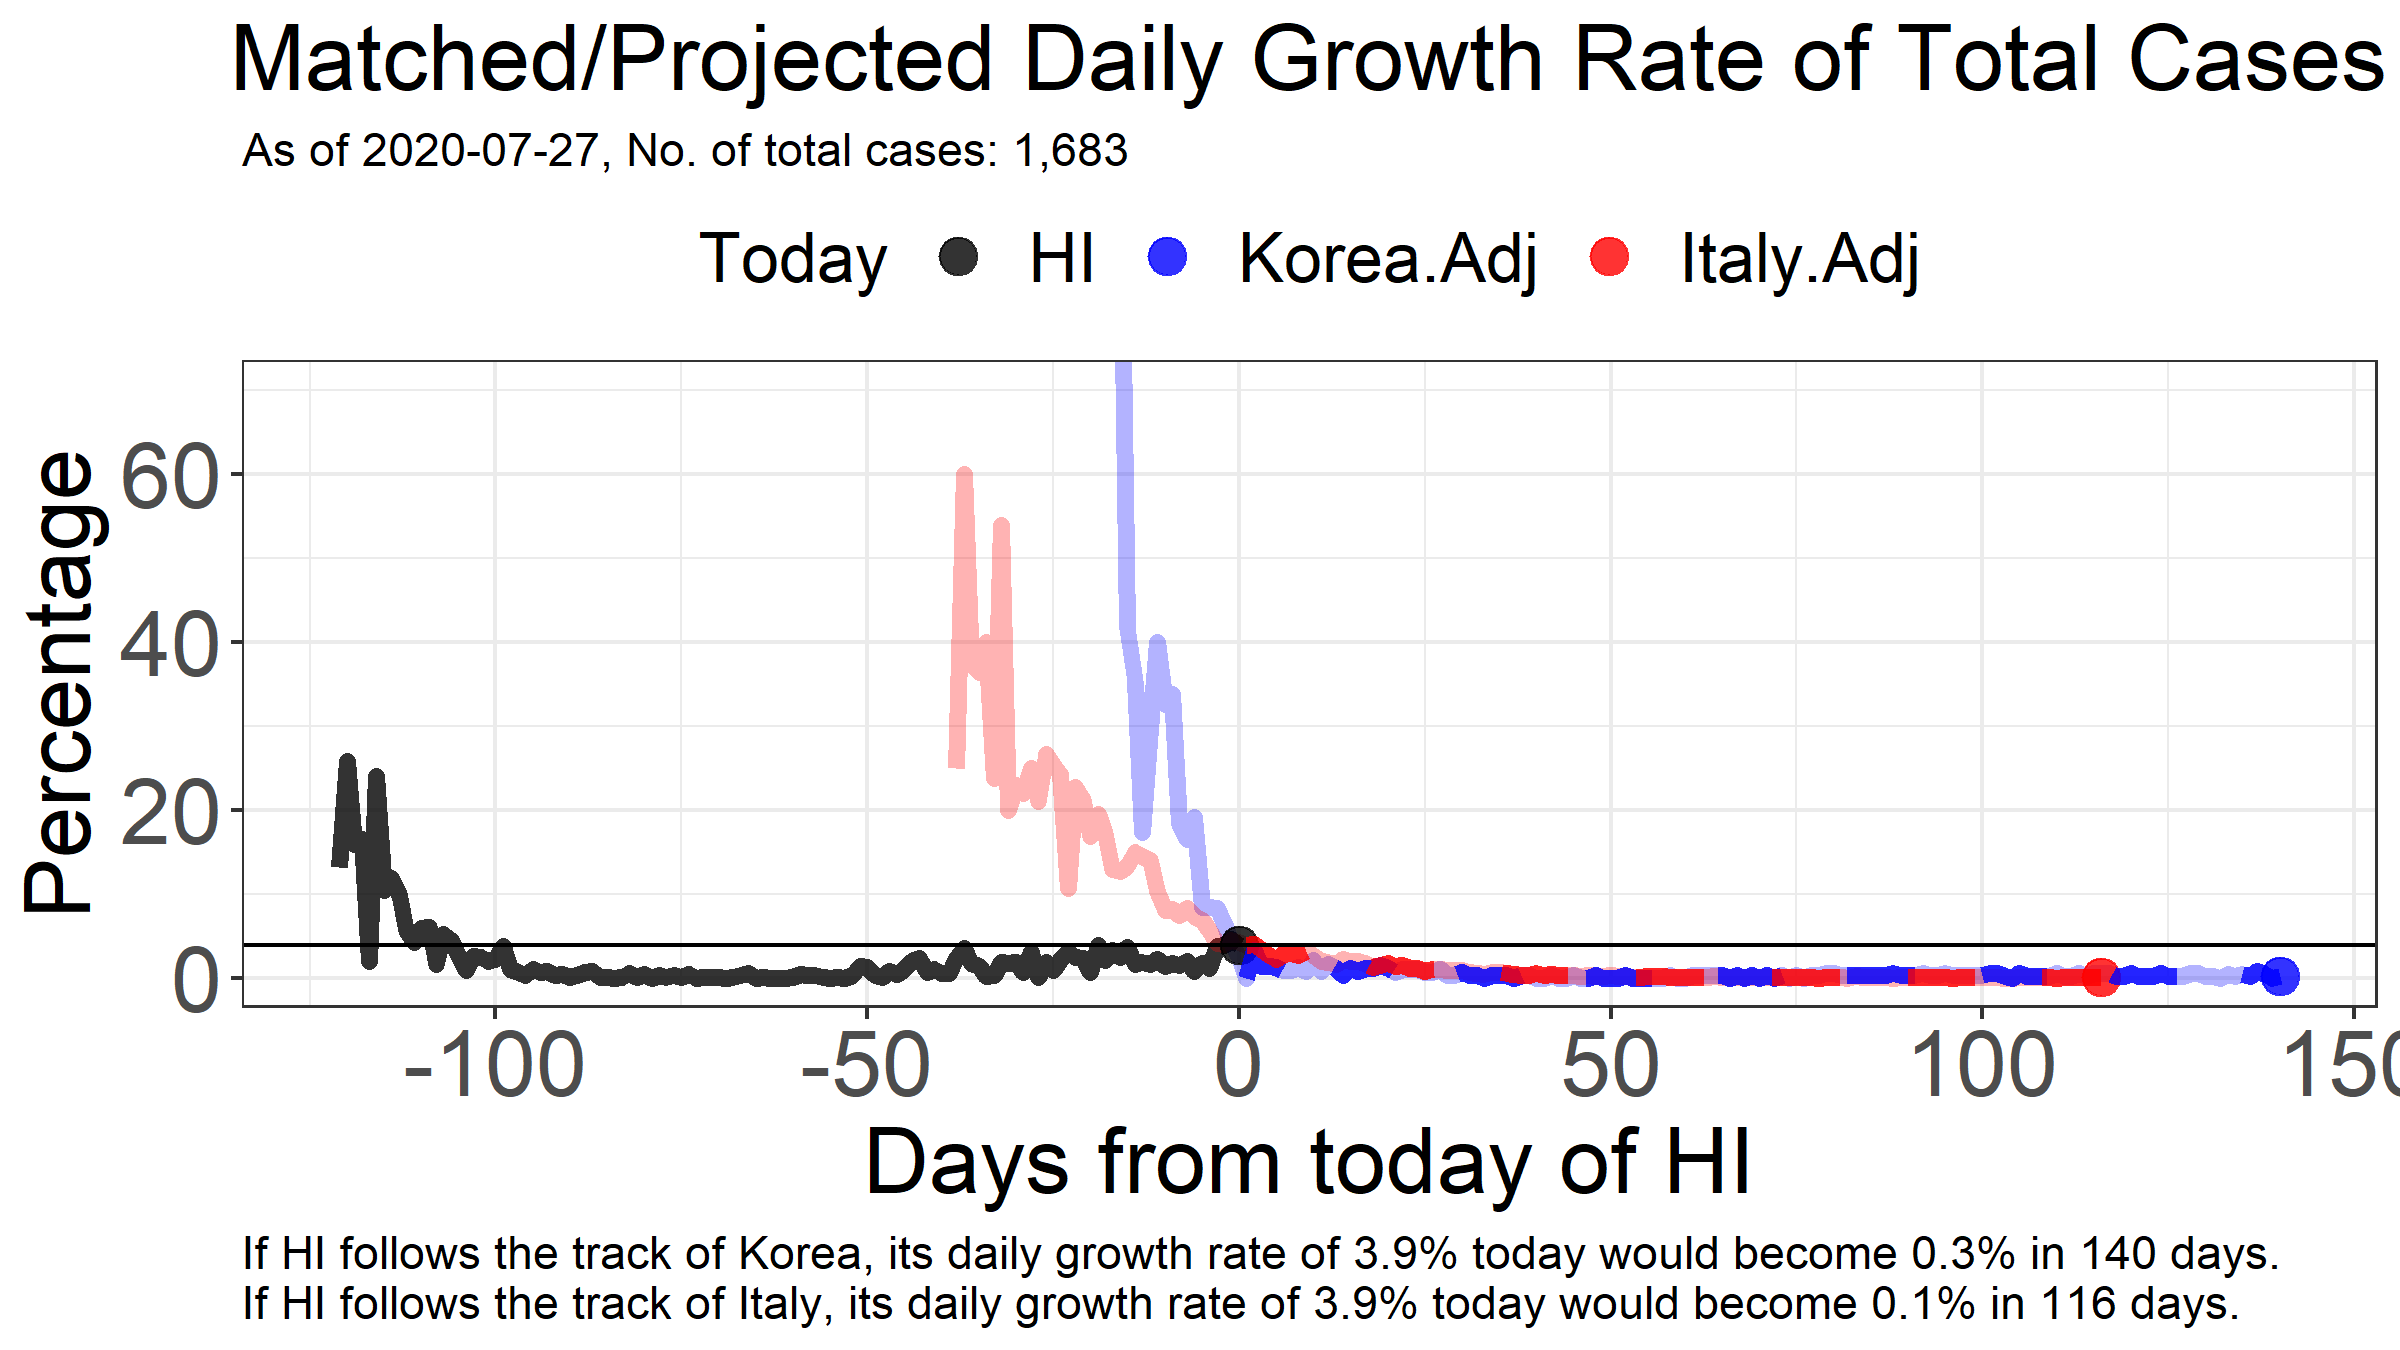 Matched/Projected Daily Growth Rate of Total Cases
As of 2020-07-27, No. of total cases: 1,683
Today HI Korea.Adj Italy.Adj
Percentage
60
40
20
0
-100 -50 0 50 100 150
Days from today of HI
If HI follows the track of Korea, its daily growth rate of 3.9% today would become 0.3% in 140 days.
If HI follows the track of Italy, its daily growth rate of 3.9% today would become 0.1% in 116 days.